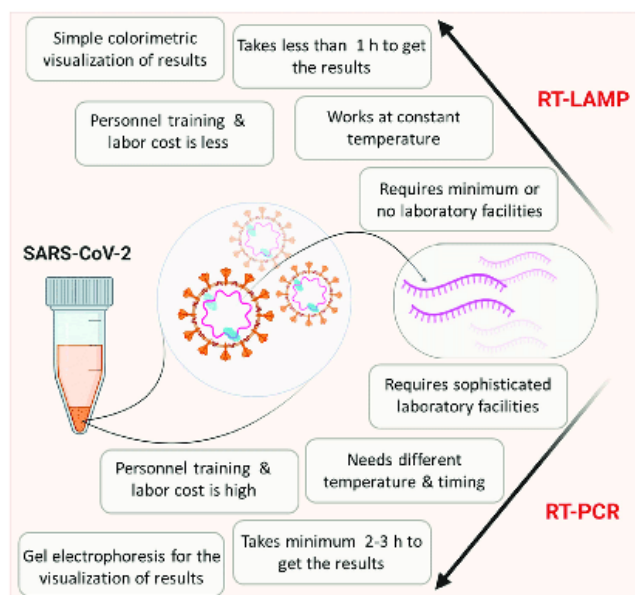 Simple colorimetric
visualization of results
Takes less than 1 h to get
the results
RT-LAMP
Personnel training &
labor cost is less
Works at constant
temperature
Requires minimum or
no laboratory facilities
SARS-CoV-2
Requires sophisticated
laboratory facilities
Personnel training &
labor cost is high
Needs different
temperature & timing
RT-PCR
Gel electrophoresis for the
visualization of results
Takes minimum 2-3 h to
get the results